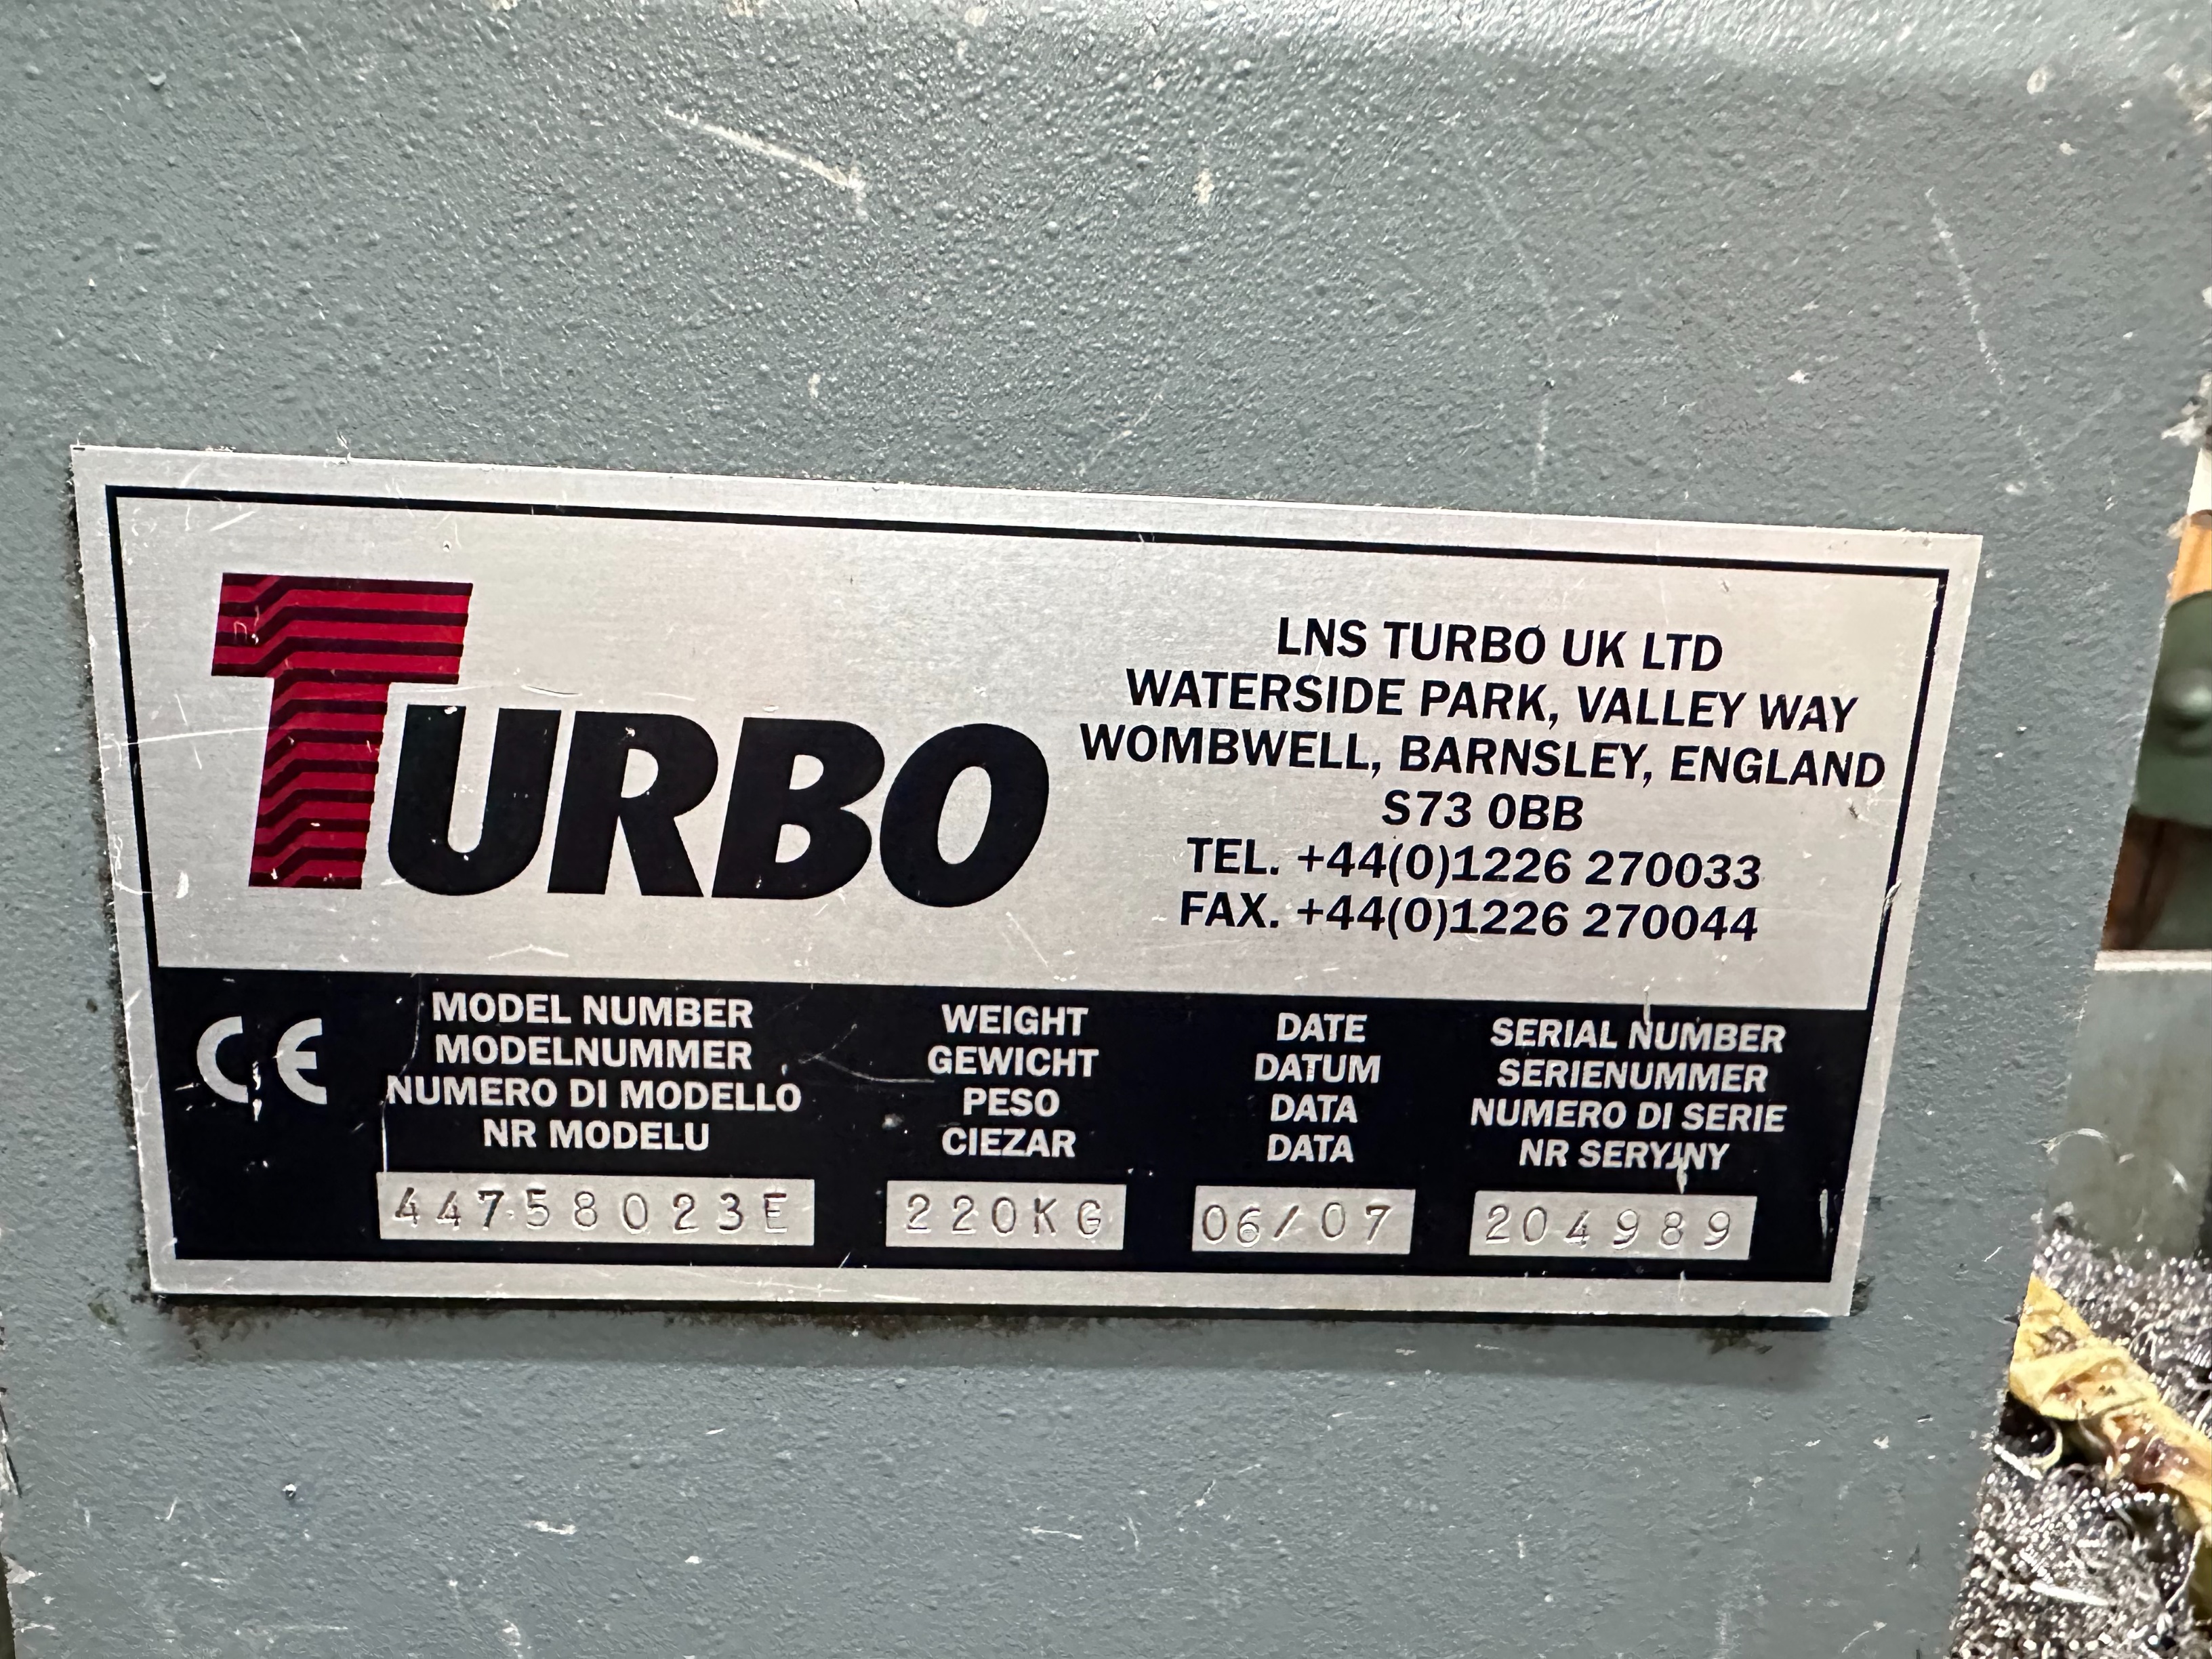 TURBO
LNS TURBO UK LTD
WATERSIDE PARK, VALLEY WAY
WOMBWELL, BARNSLEY, ENGLAND
S73 0BB
TEL. +44(0)1226 270033
FAX. +44(0)1226 270044
CE
MODEL NUMBER
MODELNUMMER
NUMERO DI MODELLO
NR MODELU
44758023E
WEIGHT
GEWICHT
PESO
CIEZAR
220KG
DATE
DATUM
DATA
DATA
06/07
SERIAL NUMBER
SERIENUMMER
NUMERO DI SERIE
NR SERYJNY
204989